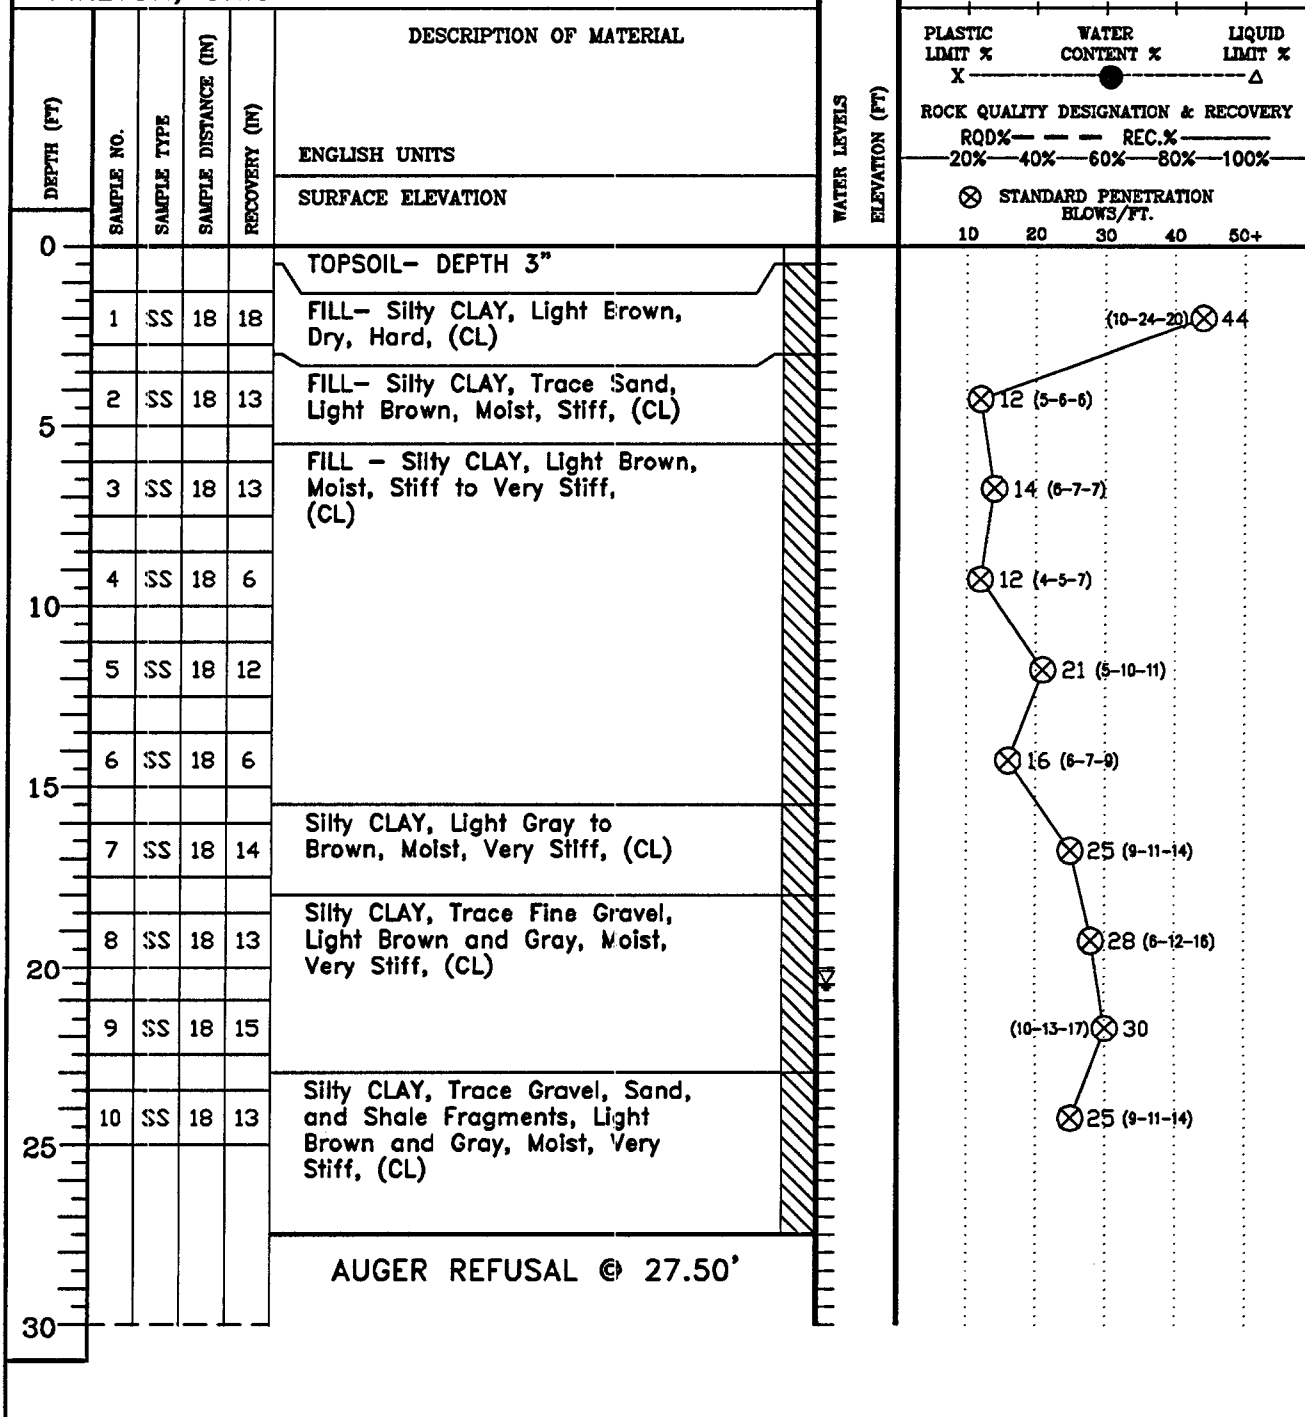 DESCRIPTION OF MATERIAL
DEPTH (FT)
SAMPLE NO.
SAMPLE TYPE
SAMPLE DISTANCE (IN)
RECOVERY (IN)
ENGLISH UNITS
SURFACE ELEVATION
WATER LEVELS
ELEVATION (FT)
PLASTIC WATER LIQUID
LIMIT % CONTENT % LIMIT %
X Δ
ROCK QUALITY DESIGNATION & RECOVERY
RQD% REC.%
20% 40% 60% 80% 100%
STANDARD PENETRATION
BLOWS/FT.
10 20 30 40 50+
0
TOPSOIL- DEPTH 3"
1 SS 18 18
FILL- Silty CLAY, Light Brown,
Dry, Hard, (CL)
(10-24-20) 44
2 SS 18 13
FILL- Silty CLAY, Trace Sand,
Light Brown, Moist, Stiff, (CL)
12 (5-6-6)
5
FILL - Silty CLAY, Light Brown,
Moist, Stiff to Very Stiff,
(CL)
3 SS 18 13
14 (6-7-7)
4 SS 18 6
12 (4-5-7)
10
5 SS 18 12
21 (5-10-11)
6 SS 18 6
16 (6-7-9)
15
Silty CLAY, Light Gray to
Brown, Moist, Very Stiff, (CL)
7 SS 18 14
25 (9-11-14)
Silty CLAY, Trace Fine Gravel,
Light Brown and Gray, Moist,
Very Stiff, (CL)
8 SS 18 13
28 (6-12-16)
20
9 SS 18 15
(10-13-17) 30
Silty CLAY, Trace Gravel, Sand,
and Shale Fragments, Light
Brown and Gray, Moist, Very
Stiff, (CL)
10 SS 18 13
25 (9-11-14)
25
AUGER REFUSAL @ 27.50'
30